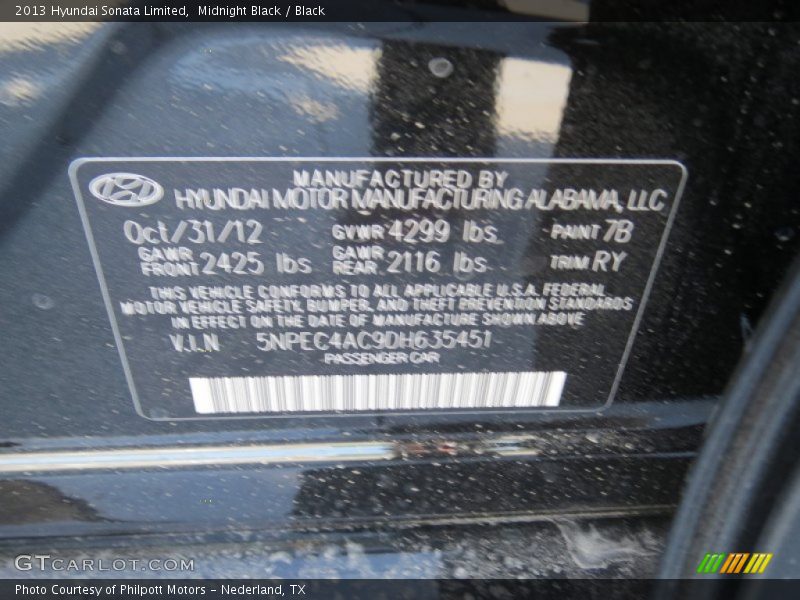 2013 Hyundai Sonata Limited,  Midnight Black / Black
MANUFACTURED BY
HYUNDAI MOTOR MANUFACTURING ALABAMA, LLC
Oct/31/12 GVWR 4299 lbs. PAINT 7B
GAWR FRONT 2425 lbs GAWR REAR 2116 lbs TRIM RY
THIS VEHICLE CONFORMS TO ALL APPLICABLE U.S.A. FEDERAL
MOTOR VEHICLE SAFETY, BUMPER, AND THEFT PREVENTION STANDARDS
IN EFFECT ON THE DATE OF MANUFACTURE SHOWN ABOVE
V.I.N 5NPEC4AC9DH635451
PASSENGER CAR
GTCARLOT.COM
Photo Courtesy of Philpott Motors – Nederland, TX